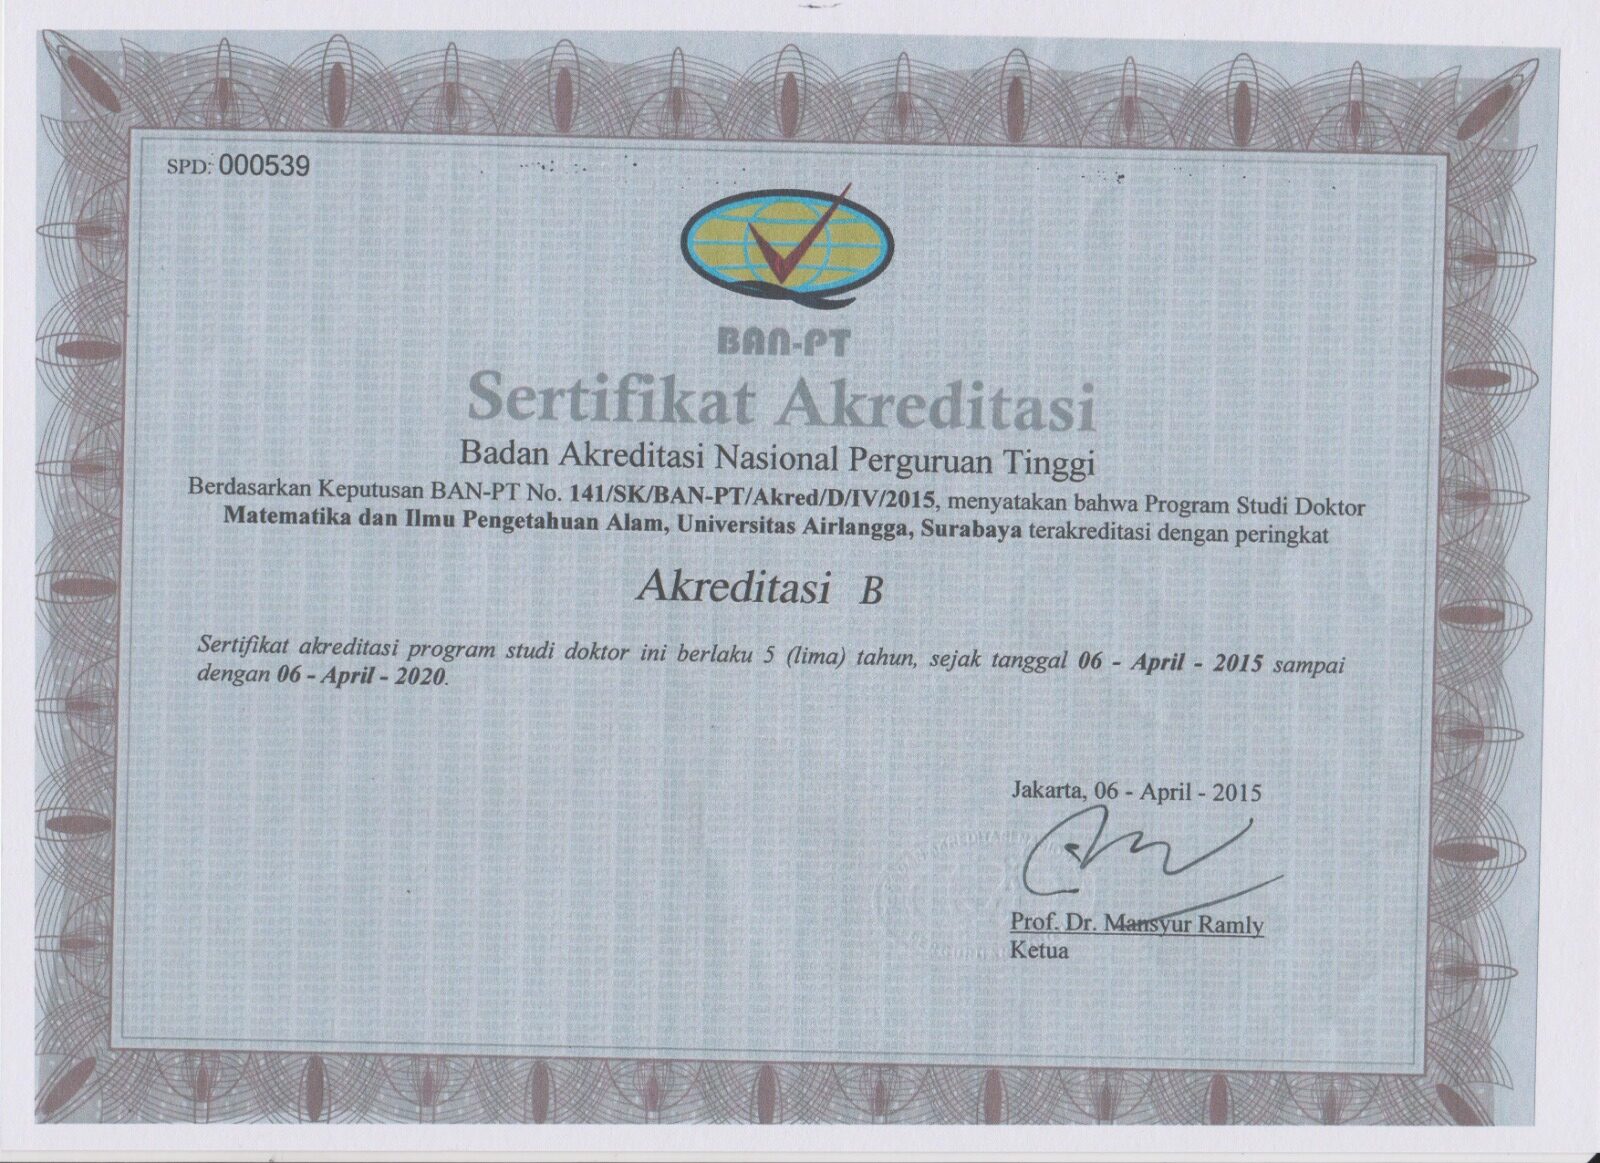 SPD: 000539
BAN-PT
Sertifikat Akreditasi
Badan Akreditasi Nasional Perguruan Tinggi
Berdasarkan Keputusan BAN-PT No. 141/SK/BAN-PT/Akred/D/IV/2015, menyatakan bahwa Program Studi Doktor
Matematika dan Ilmu Pengetahuan Alam, Universitas Airlangga, Surabaya terakreditasi dengan peringkat
Akreditasi B
Sertifikat akreditasi program studi doktor ini berlaku 5 (lima) tahun, sejak tanggal 06 - April - 2015 sampai
dengan 06 - April - 2020.
Jakarta, 06 - April - 2015
Prof. Dr. Mansyur Ramly
Ketua